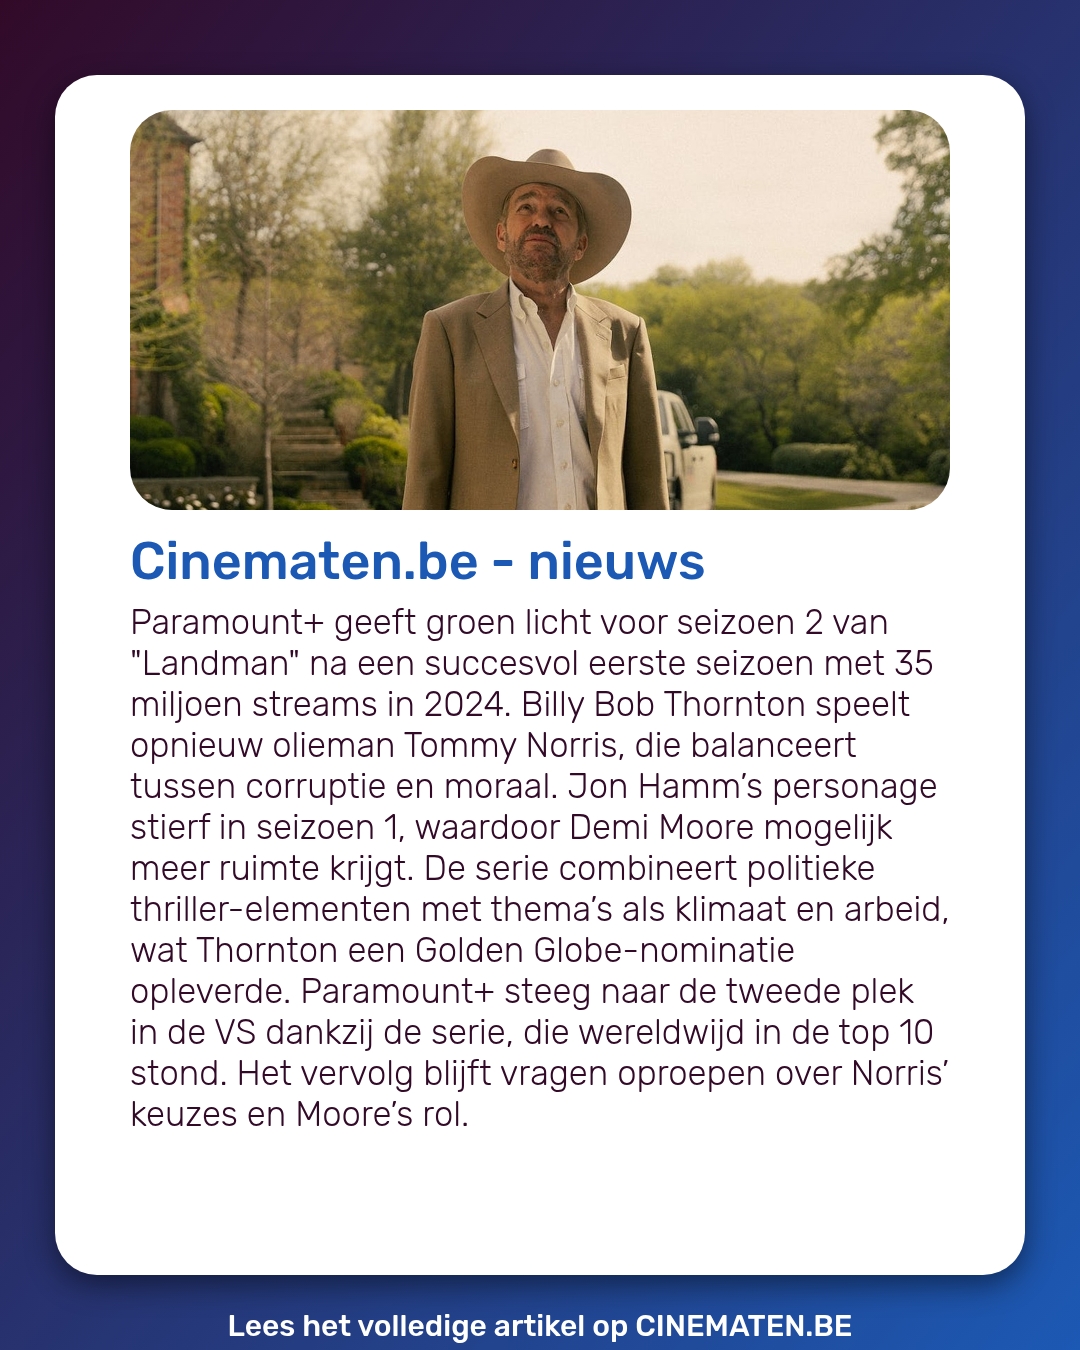 Cinematen.be - nieuws
Paramount+ geeft groen licht voor seizoen 2 van
"Landman" na een succesvol eerste seizoen met 35
miljoen streams in 2024. Billy Bob Thornton speelt
opnieuw olieman Tommy Norris, die balanceert
tussen corruptie en moraal. Jon Hamm’s personage
stierf in seizoen 1, waardoor Demi Moore mogelijk
meer ruimte krijgt. De serie combineert politieke
thriller-elementen met thema’s als klimaat en arbeid,
wat Thornton een Golden Globe-nominatie
opleverde. Paramount+ steeg naar de tweede plek
in de VS dankzij de serie, die wereldwijd in de top 10
stond. Het vervolg blijft vragen oproepen over Norris’
keuzes en Moore’s rol.
Lees het volledige artikel op CINEMATEN.BE